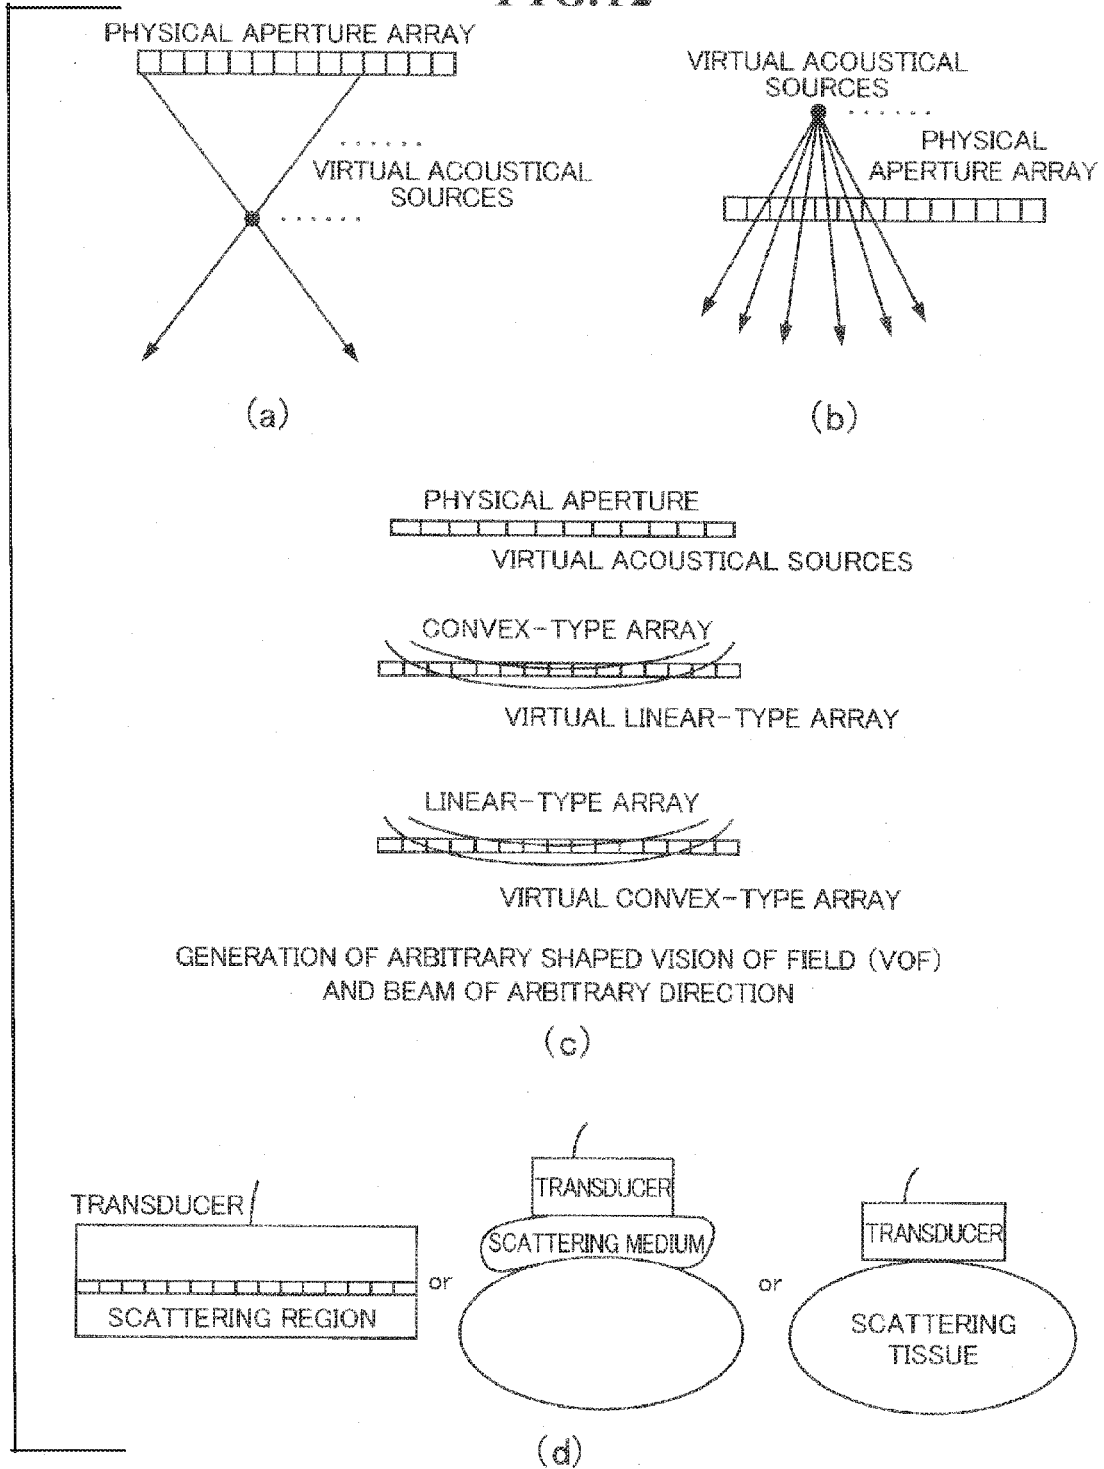 FIG.12
PHYSICAL APERTURE ARRAY
VIRTUAL ACOUSTICAL
SOURCES
(a)
VIRTUAL ACOUSTICAL
SOURCES
PHYSICAL
APERTURE ARRAY
(b)
PHYSICAL APERTURE
VIRTUAL ACOUSTICAL SOURCES
CONVEX-TYPE ARRAY
VIRTUAL LINEAR-TYPE ARRAY
LINEAR-TYPE ARRAY
VIRTUAL CONVEX-TYPE ARRAY
GENERATION OF ARBITRARY SHAPED VISION OF FIELD (VOF)
AND BEAM OF ARBITRARY DIRECTION
(c)
TRANSDUCER
SCATTERING REGION
or
TRANSDUCER
SCATTERING MEDIUM
or
TRANSDUCER
SCATTERING
TISSUE
(d)